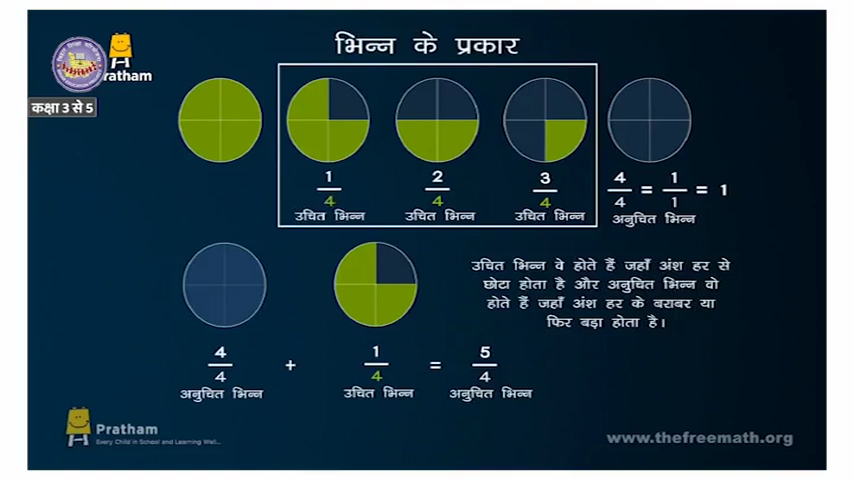 भिन्न के प्रकार
Pratham
कक्षा 3 से 5
1/4
उचित भिन्न
2/4
उचित भिन्न
3/4
उचित भिन्न
4/4 = 1/1 = 1
अनुचित भिन्न
उचित भिन्न वे होते हैं जहाँ अंश हर से
छोटा होता है और अनुचित भिन्न वो
होते हैं जहाँ अंश हर के बराबर या
फिर बड़ा होता है।
4/4 + 1/4 = 5/4
अनुचित भिन्न उचित भिन्न अनुचित भिन्न
Pratham
Every Child in School and Learning Well...
www.thefreemath.org